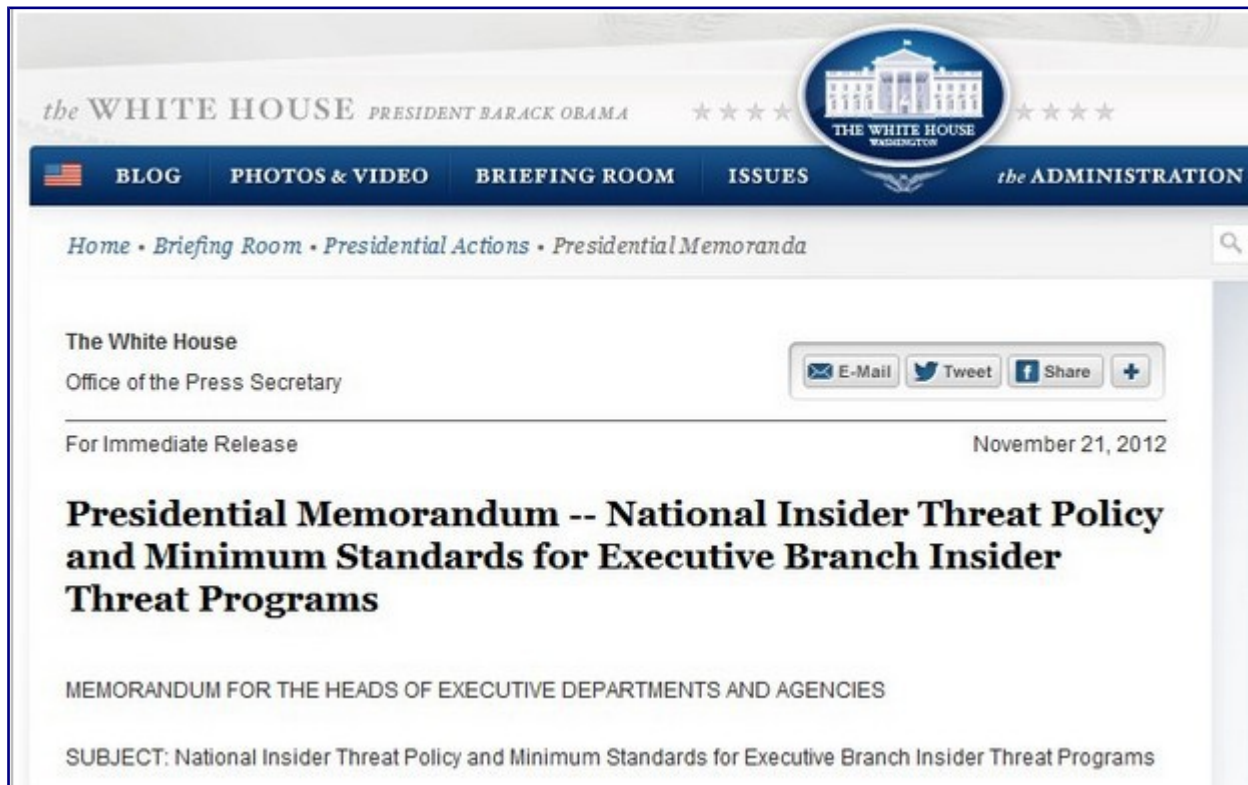 the WHITE HOUSE PRESIDENT BARACK OBAMA
THE WHITE HOUSE
WASHINGTON
BLOG PHOTOS & VIDEO BRIEFING ROOM ISSUES the ADMINISTRATION
Home • Briefing Room • Presidential Actions • Presidential Memoranda
The White House
Office of the Press Secretary
E-Mail Tweet Share +
For Immediate Release November 21, 2012
Presidential Memorandum -- National Insider Threat Policy
and Minimum Standards for Executive Branch Insider
Threat Programs
MEMORANDUM FOR THE HEADS OF EXECUTIVE DEPARTMENTS AND AGENCIES
SUBJECT: National Insider Threat Policy and Minimum Standards for Executive Branch Insider Threat Programs